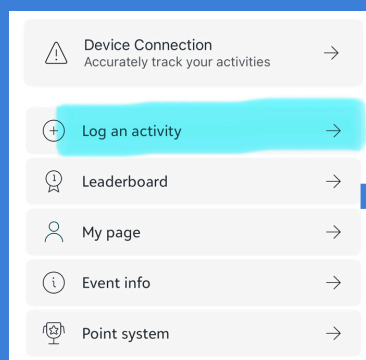 Device Connection
Accurately track your activities
Log an activity
Leaderboard
My page
Event info
Point system